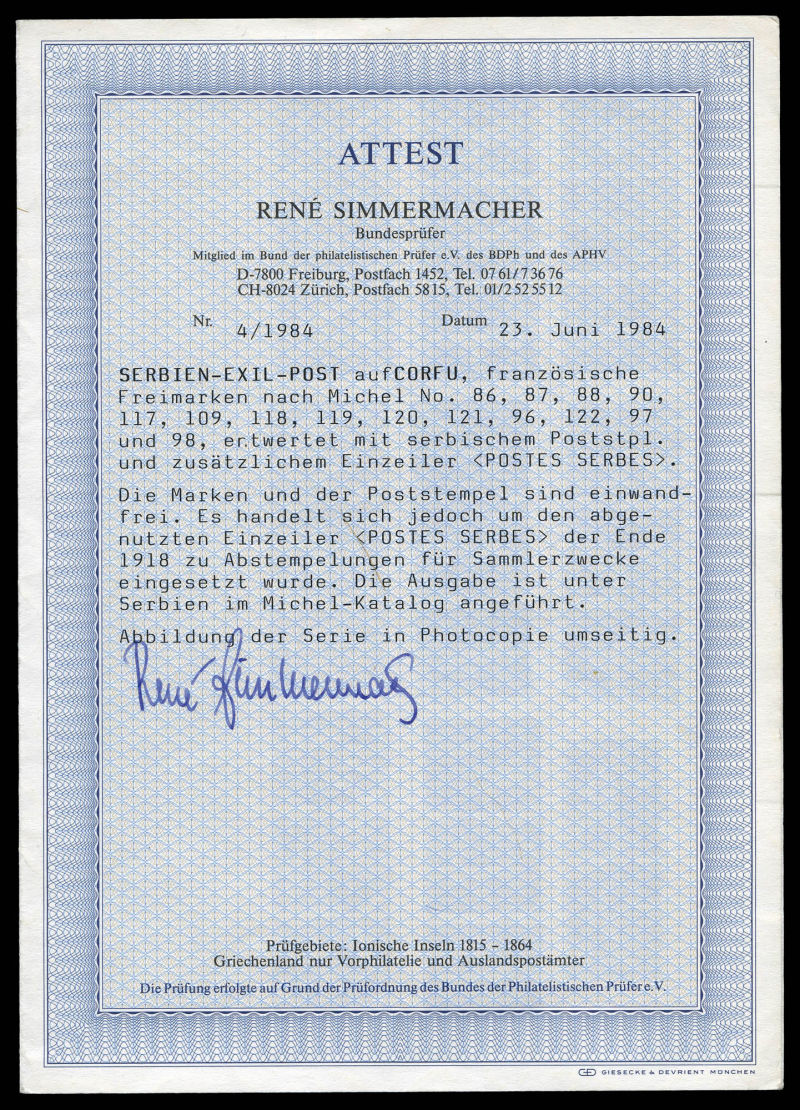 ATTEST
RENÉ SIMMERMACHER
Bundesprüfer
Mitglied im Bund der philatelistischen Prüfer e.V. des BDPh und des APHV
D-7800 Freiburg, Postfach 1452, Tel. 0761/73676
CH-8024 Zürich, Postfach 5815, Tel. 01/2525512
Nr. 4/1984 Datum 23. Juni 1984
SERBIEN-EXIL-POST aufCORFU, französische
Freimarken nach Michel No. 86, 87, 88, 90,
117, 109, 118, 119, 120, 121, 96, 122, 97
und 98, entwertet mit serbischem Poststpl.
und zusätzlichem Einzeiler <POSTES SERBES>.
Die Marken und der Poststempel sind einwand-
frei. Es handelt sich jedoch um den abge-
nutzten Einzeiler <POSTES SERBES> der Ende
1918 zu Abstempelungen für Sammlerzwecke
eingesetzt wurde. Die Ausgabe ist unter
Serbien im Michel-Katalog angeführt.
Abbildung der Serie in Photocopie umseitig.
René Simmermacher
Prüfgebiete: Ionische Inseln 1815 – 1864
Griechenland nur Vorphilatelie und Auslandspostämter
Die Prüfung erfolgte auf Grund der Prüfordnung des Bundes der Philatelistischen Prüfer e.V.
GIESECKE & DEVRIENT MÜNCHEN